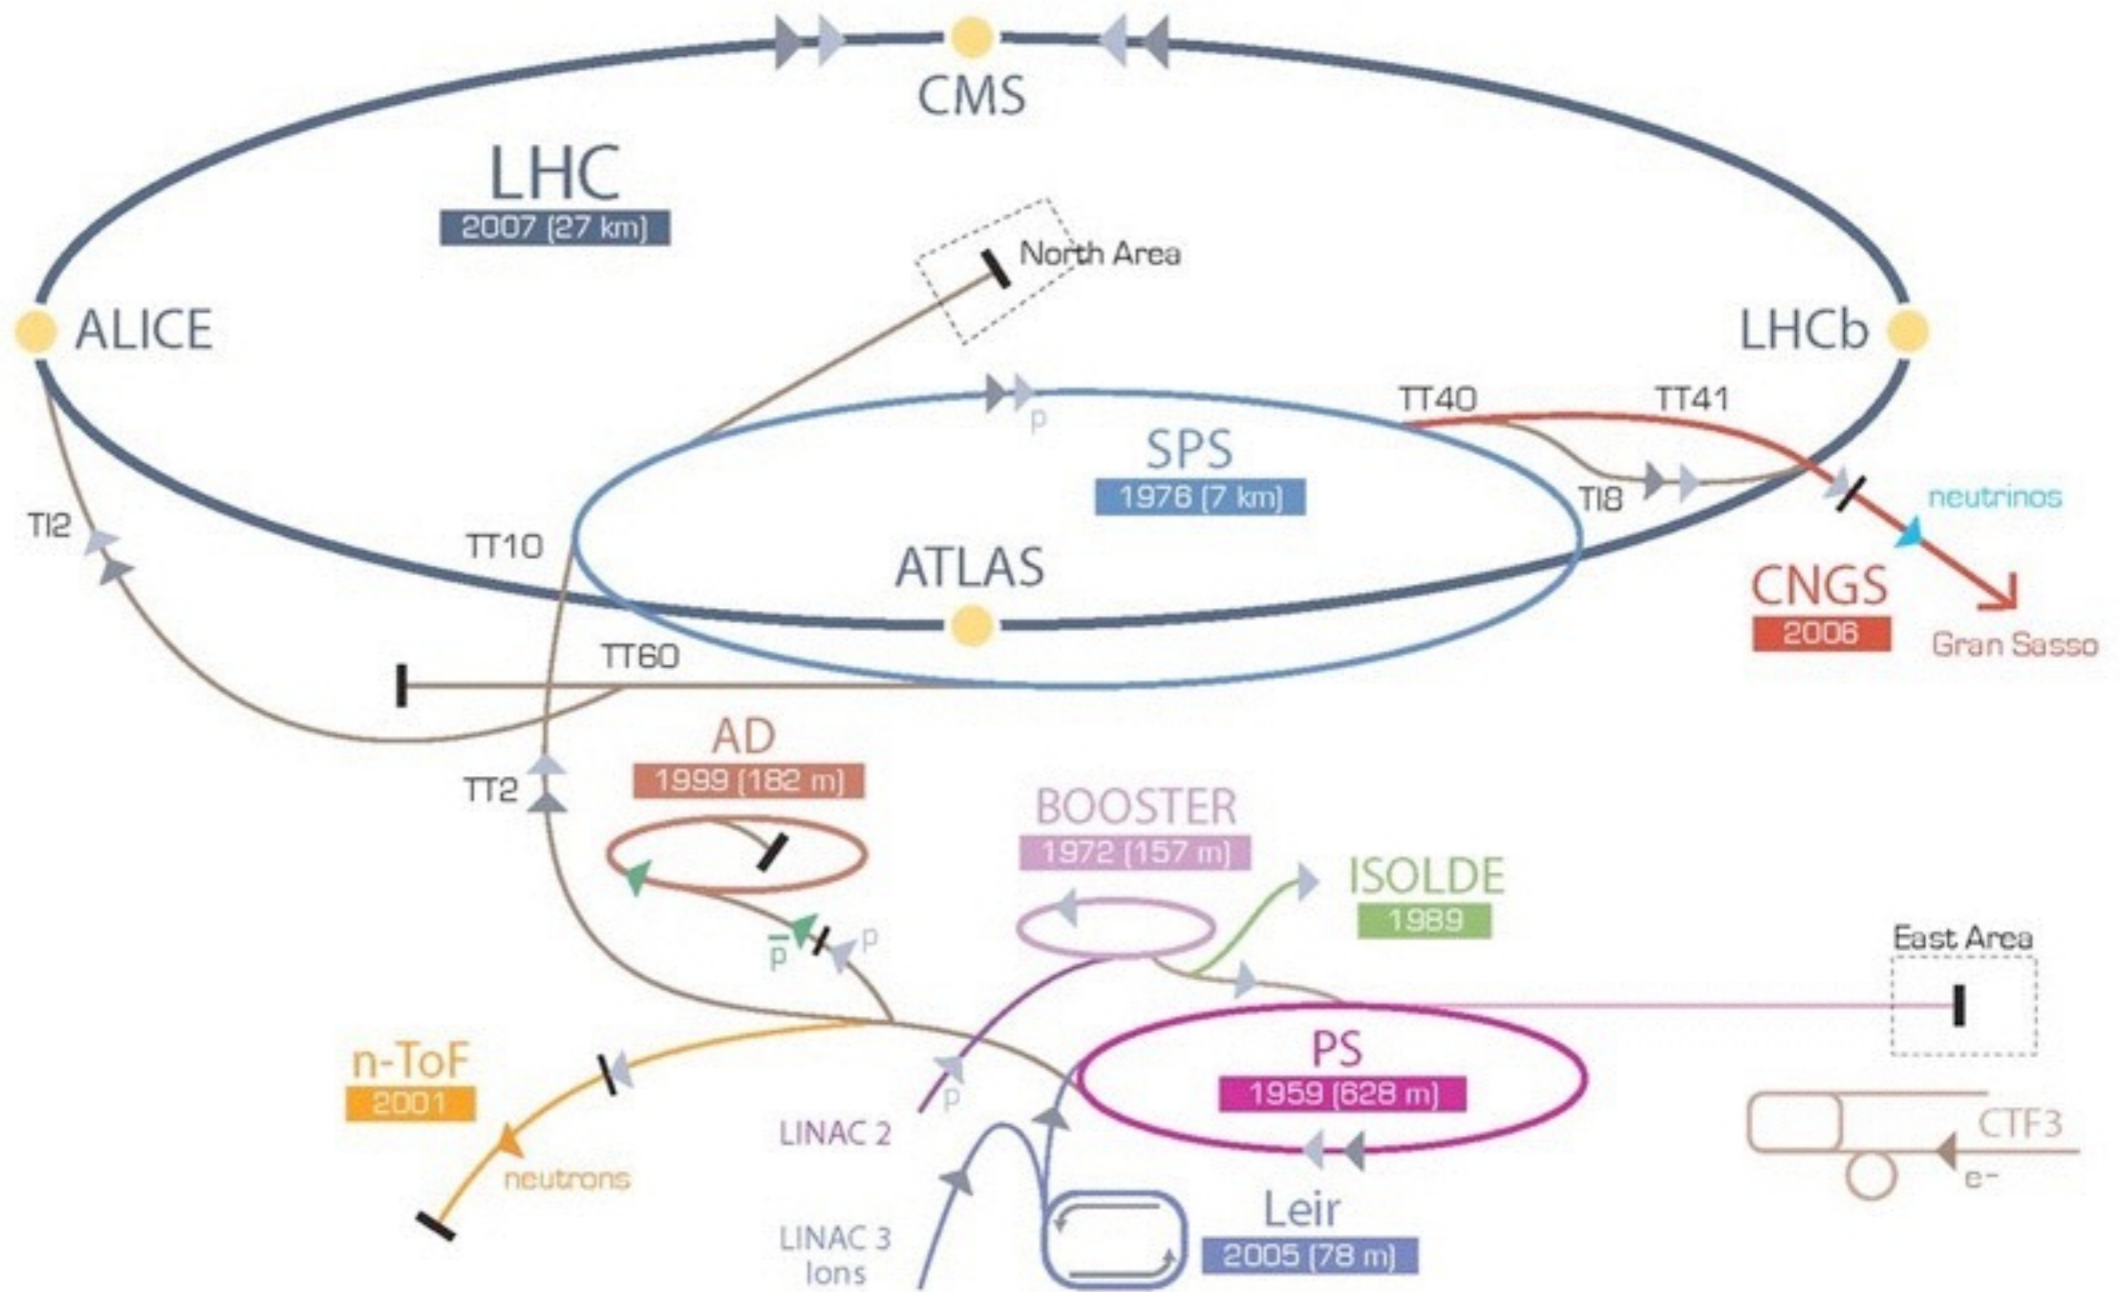 CMS
LHC
2007 (27 km)
North Area
ALICE
LHCb
TT40
TT41
p
SPS
1976 (7 km)
TI8
neutrinos
TI2
TT10
ATLAS
CNGS
2006
Gran Sasso
TT60
AD
1999 (182 m)
TT2
BOOSTER
1972 (157 m)
ISOLDE
1989
p
p̅
East Area
n-ToF
2001
PS
1959 (628 m)
p
LINAC 2
CTF3
e-
neutrons
Leir
2005 (78 m)
LINAC 3
Ions